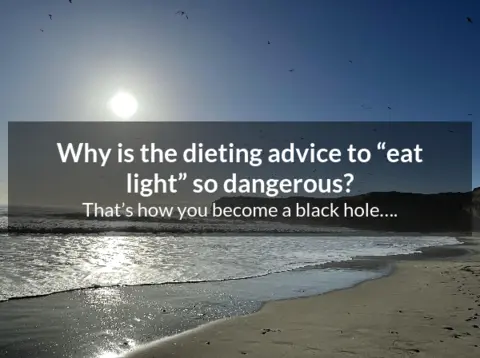 Why is the dieting advice to “eat
light” so dangerous?
That’s how you become a black hole….